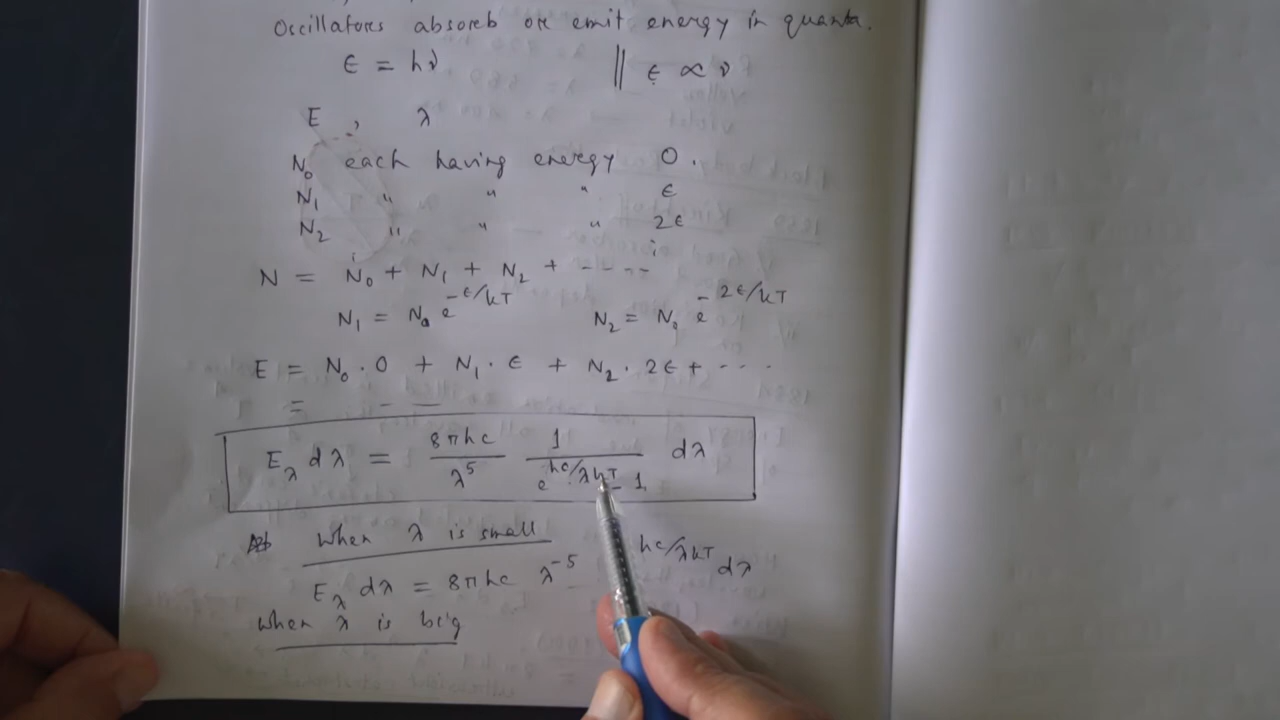 Oscillators absorb or emit energy in quanta.
ε = hν || ε ∝ ν
E, λ
N₀ each having energy 0.
N₁ " " " ε
N₂ " " " 2ε
N = N₀ + N₁ + N₂ + -----
N₁ = N₀ e^(-ε/kT) N₂ = N₀ e^(-2ε/kT)
E = N₀·0 + N₁·ε + N₂·2ε + ----
= - —
E_λ dλ = 8πhc/λ⁵ 1/(e^(hc/λkT) - 1) dλ
When λ is small
E_λ dλ = 8πhc λ⁻⁵ hc/λkT dλ
When λ is big